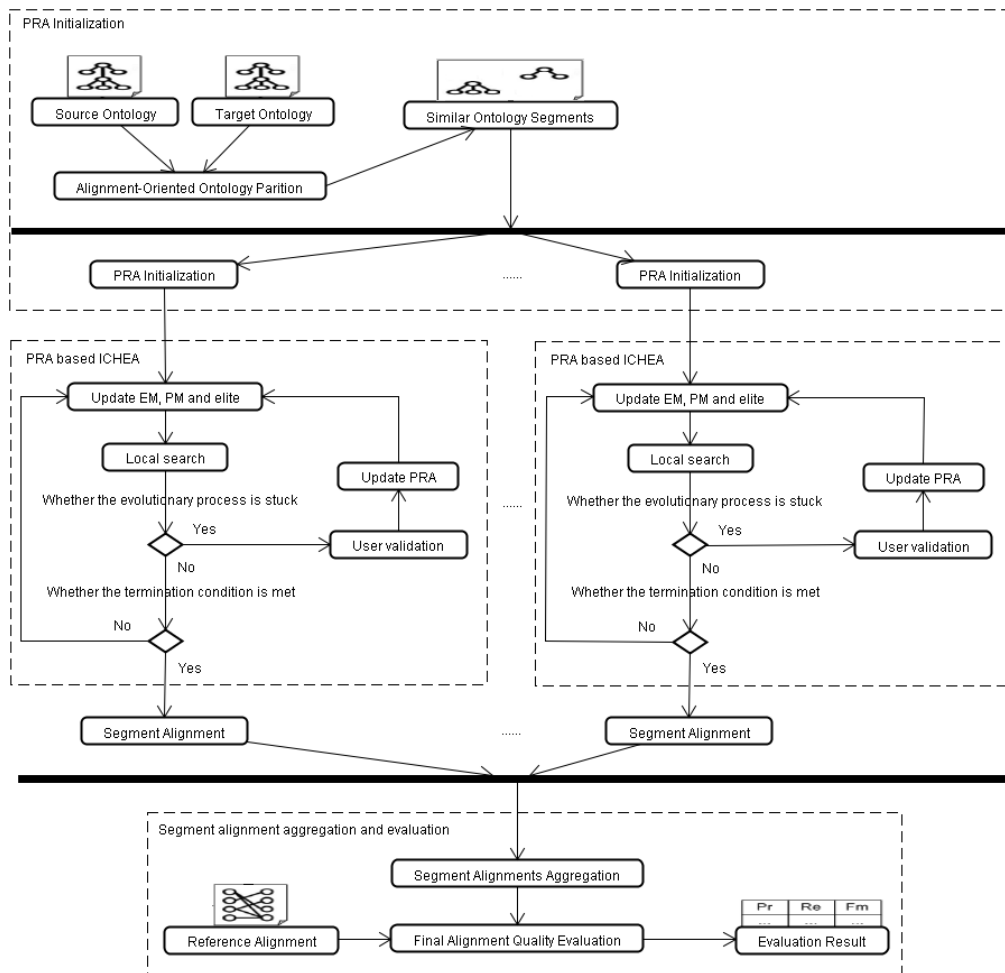 PRA Initialization
Source Ontology
Target Ontology
Similar Ontology Segments
Alignment-Oriented Ontology Parition
PRA Initialization
......
PRA Initialization
PRA based ICHEA
PRA based ICHEA
Update EM, PM and elite
Update EM, PM and elite
Local search
Local search
Update PRA
Update PRA
Whether the evolutionary process is stuck
......
Whether the evolutionary process is stuck
Yes
Yes
User validation
User validation
No
No
Whether the termination condition is met
Whether the termination condition is met
No
No
Yes
Yes
Segment Alignment
......
Segment Alignment
Segment alignment aggregation and evaluation
Segment Alignments Aggregation
Pr Re Fm
... ... ...
Reference Alignment
Final Alignment Quality Evaluation
Evaluation Result